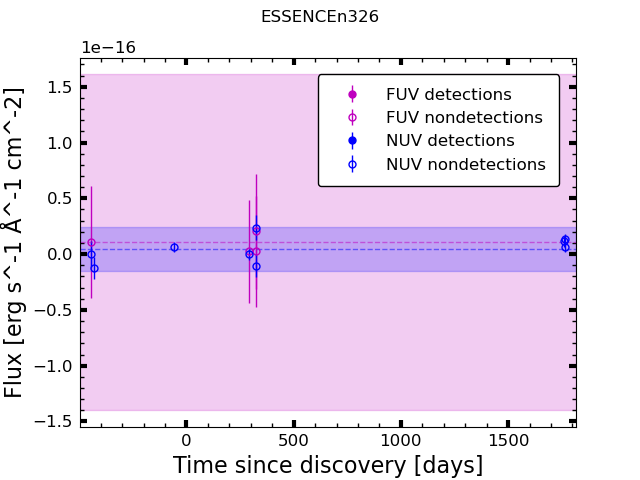 ESSENCEn326
1e−16
FUV detections
FUV nondetections
NUV detections
NUV nondetections
1.5
1.0
0.5
0.0
−0.5
−1.0
−1.5
Flux [erg s^-1 Å^-1 cm^-2]
0 500 1000 1500
Time since discovery [days]